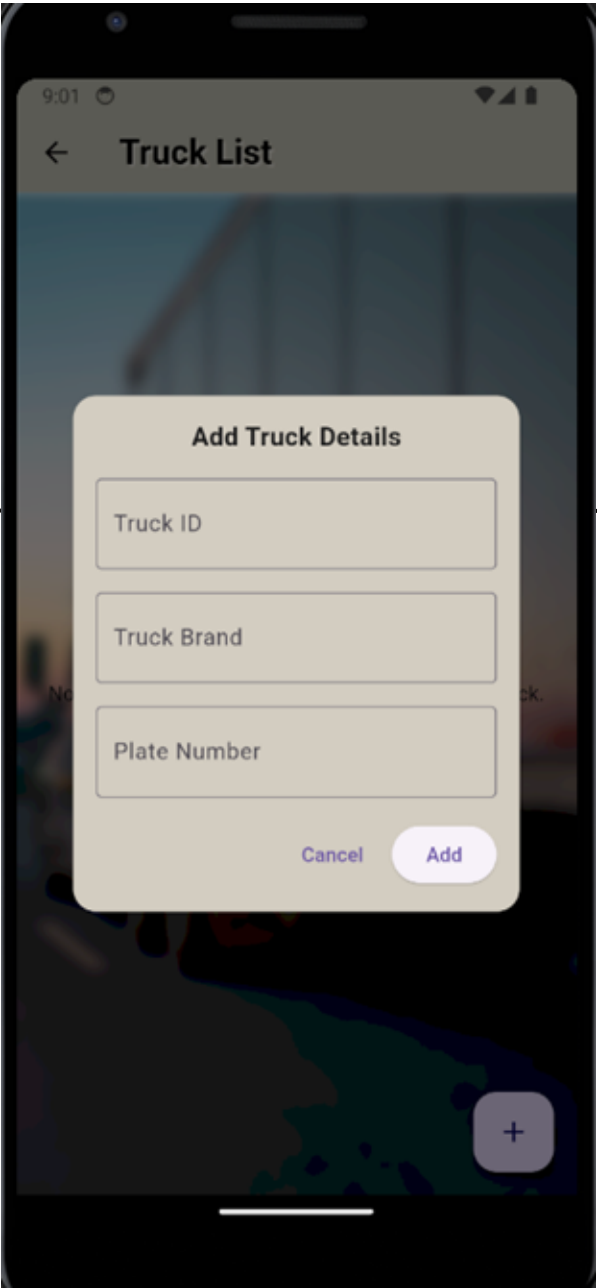 9:01
Truck List
Add Truck Details
Truck ID
Truck Brand
Plate Number
Cancel
Add
+